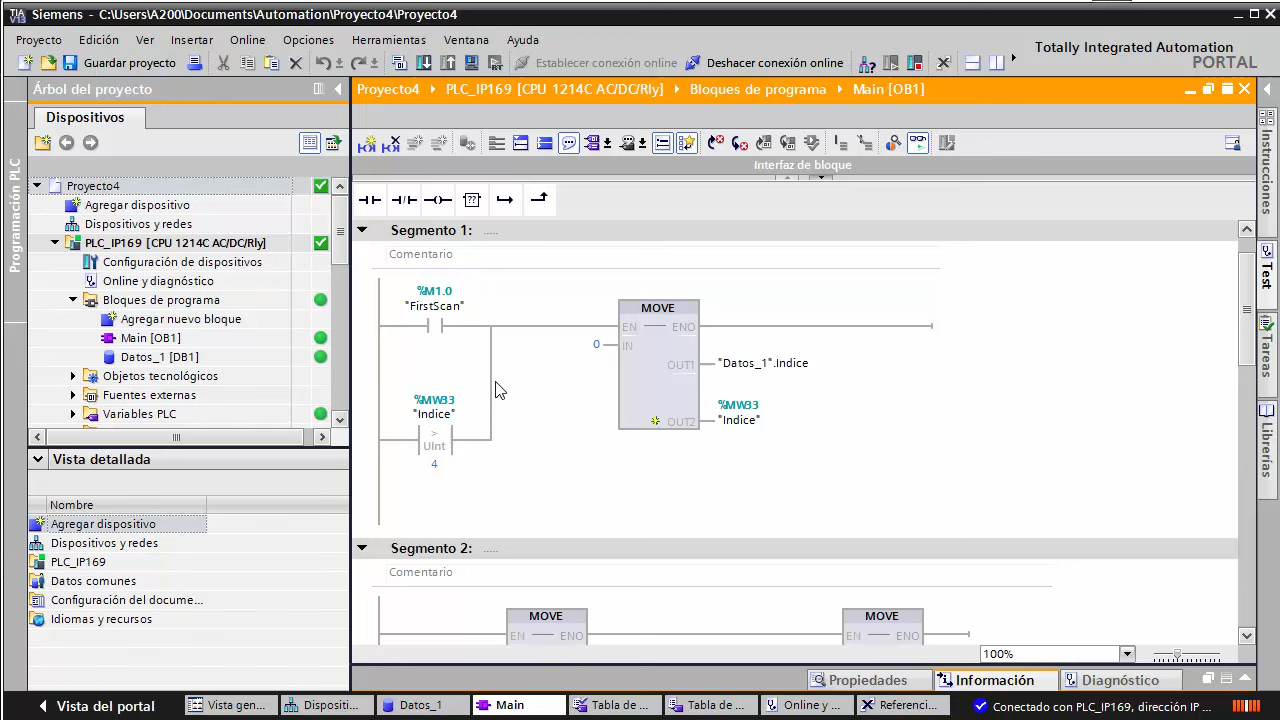 TIA
V13
Siemens - C:\Users\A200\Documents\Automation\Proyecto4\Proyecto4
Proyecto Edición Ver Insertar Online Opciones Herramientas Ventana Ayuda
Totally Integrated Automation
PORTAL
Guardar proyecto
Establecer conexión online
Deshacer conexión online
Árbol del proyecto
Proyecto4 PLC_IP169 [CPU 1214C AC/DC/Rly] Bloques de programa Main [OB1]
Dispositivos
Programación PLC
Interfaz de bloque
Proyecto4
Agregar dispositivo
Dispositivos y redes
PLC_IP169 [CPU 1214C AC/DC/Rly]
Configuración de dispositivos
Online y diagnóstico
Bloques de programa
Agregar nuevo bloque
Main [OB1]
Datos_1 [DB1]
Objetos tecnológicos
Fuentes externas
Variables PLC
Vista detallada
Nombre
Agregar dispositivo
Dispositivos y redes
PLC_IP169
Datos comunes
Configuración del docume...
Idiomas y recursos
??
Segmento 1: .....
Comentario
%M1.0
"FirstScan"
MOVE
EN ENO
0 IN
OUT1 "Datos_1".Indice
%MW33
"Indice"
>
UInt
4
%MW33
OUT2 "Indice"
Segmento 2: .....
Comentario
MOVE
EN ENO
MOVE
EN ENO
100%
Propiedades Información Diagnóstico
Instrucciones
Test
Tareas
Librerías
Vista del portal
Vista gen...
Dispositi...
Datos_1
Main
Tabla de ...
Tabla de ...
Online y ...
Referenci...
Conectado con PLC_IP169, dirección IP ...